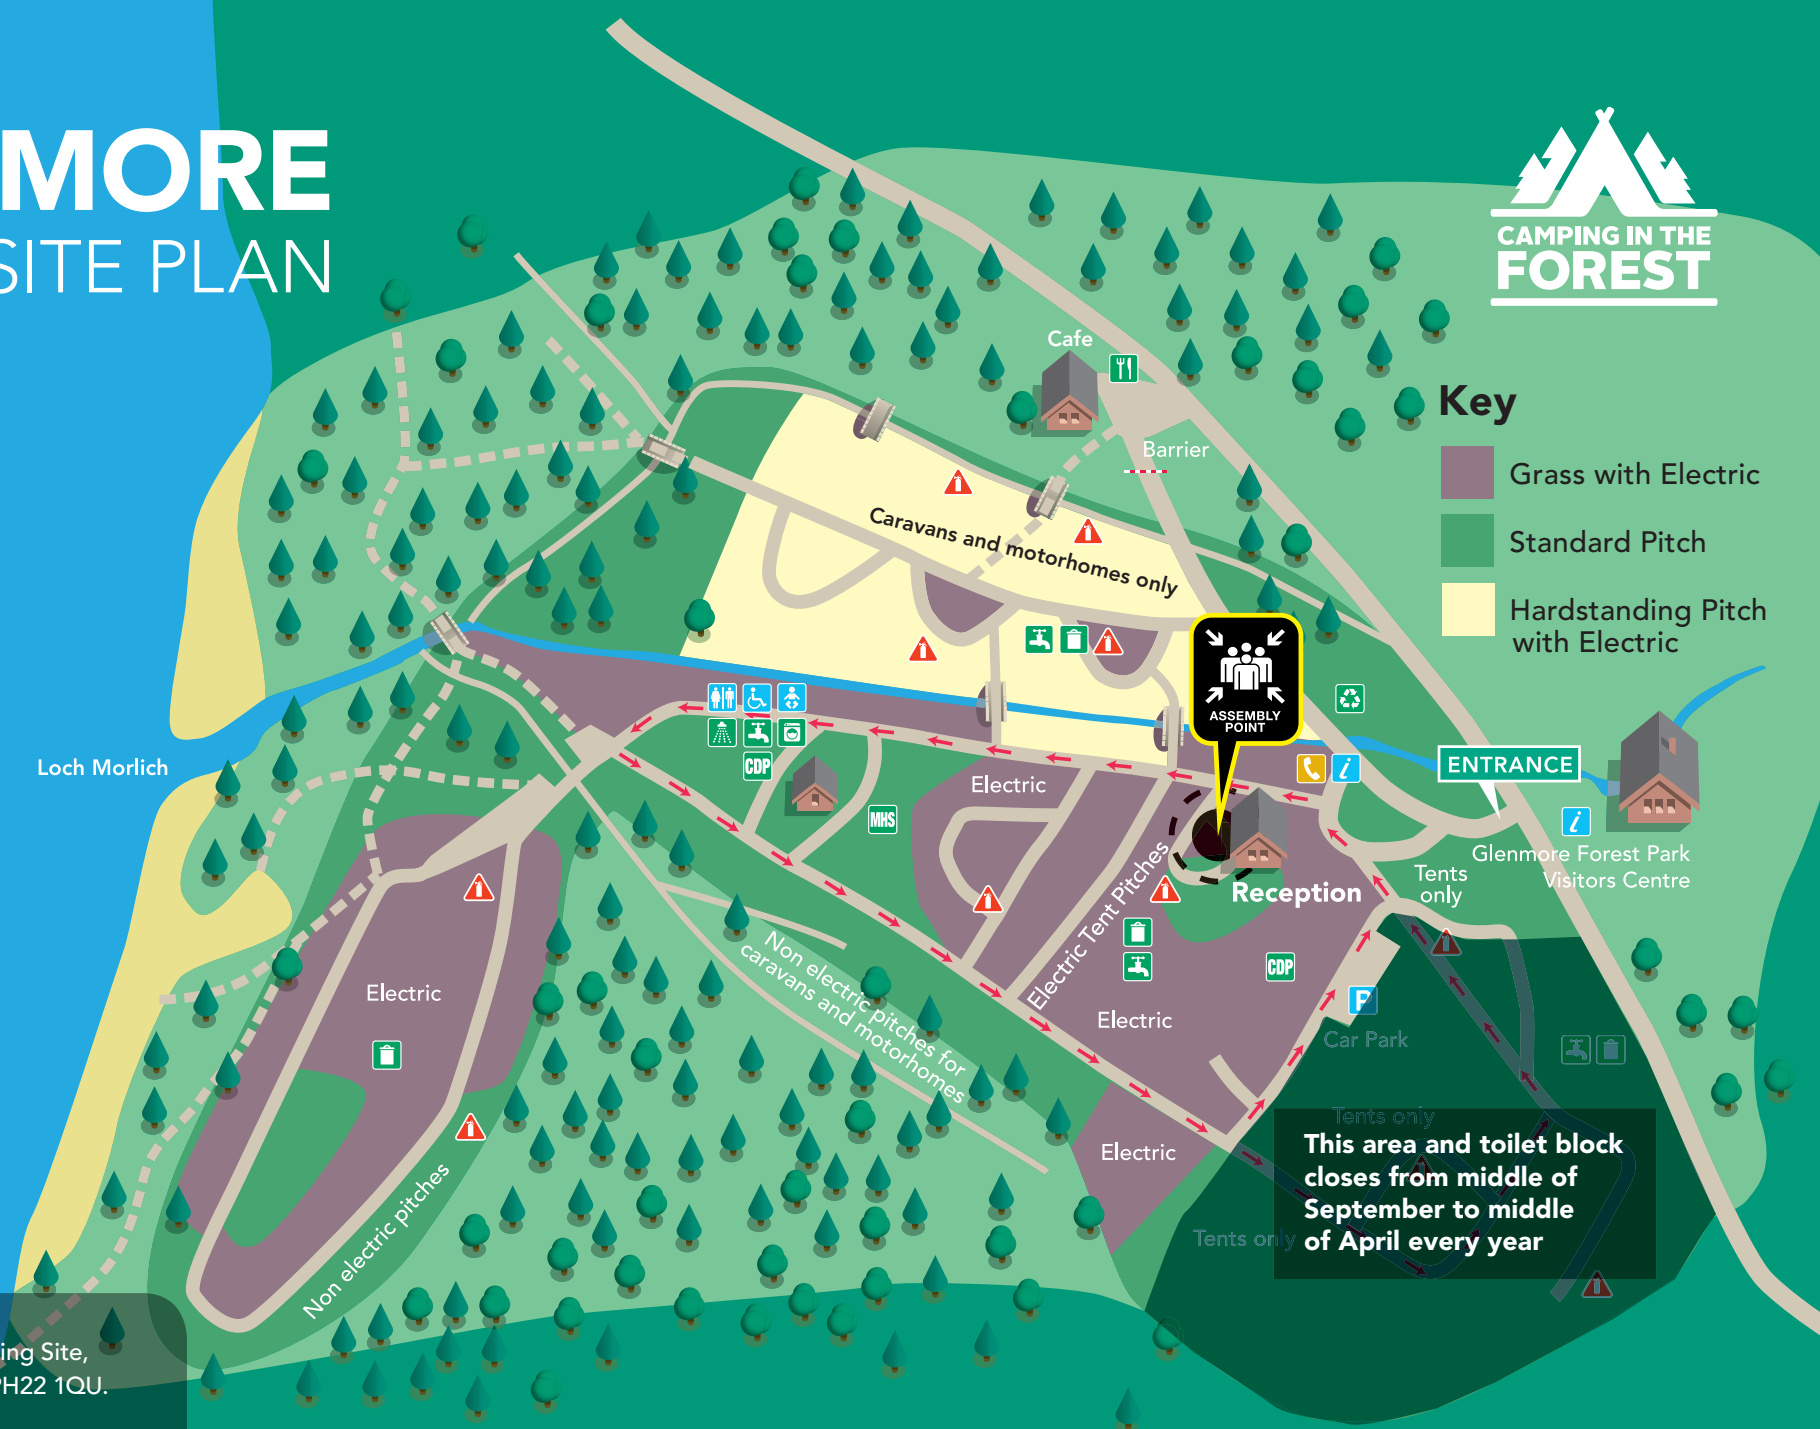 MORE
SITE PLAN
CAMPING IN THE
FOREST
Cafe
Barrier
Key
Grass with Electric
Standard Pitch
Hardstanding Pitch
with Electric
Caravans and motorhomes only
ASSEMBLY
POINT
Loch Morlich
ENTRANCE
CDP
MHS
Electric
i
i
Glenmore Forest Park
Visitors Centre
Tents
only
Reception
Electric Tent Pitches
Electric
Non electric pitches for
caravans and motorhomes
CDP
Electric
P
Car Park
Tents only
Electric
This area and toilet block
closes from middle of
September to middle
of April every year
Tents only
Non electric pitches
ing Site,
PH22 1QU.